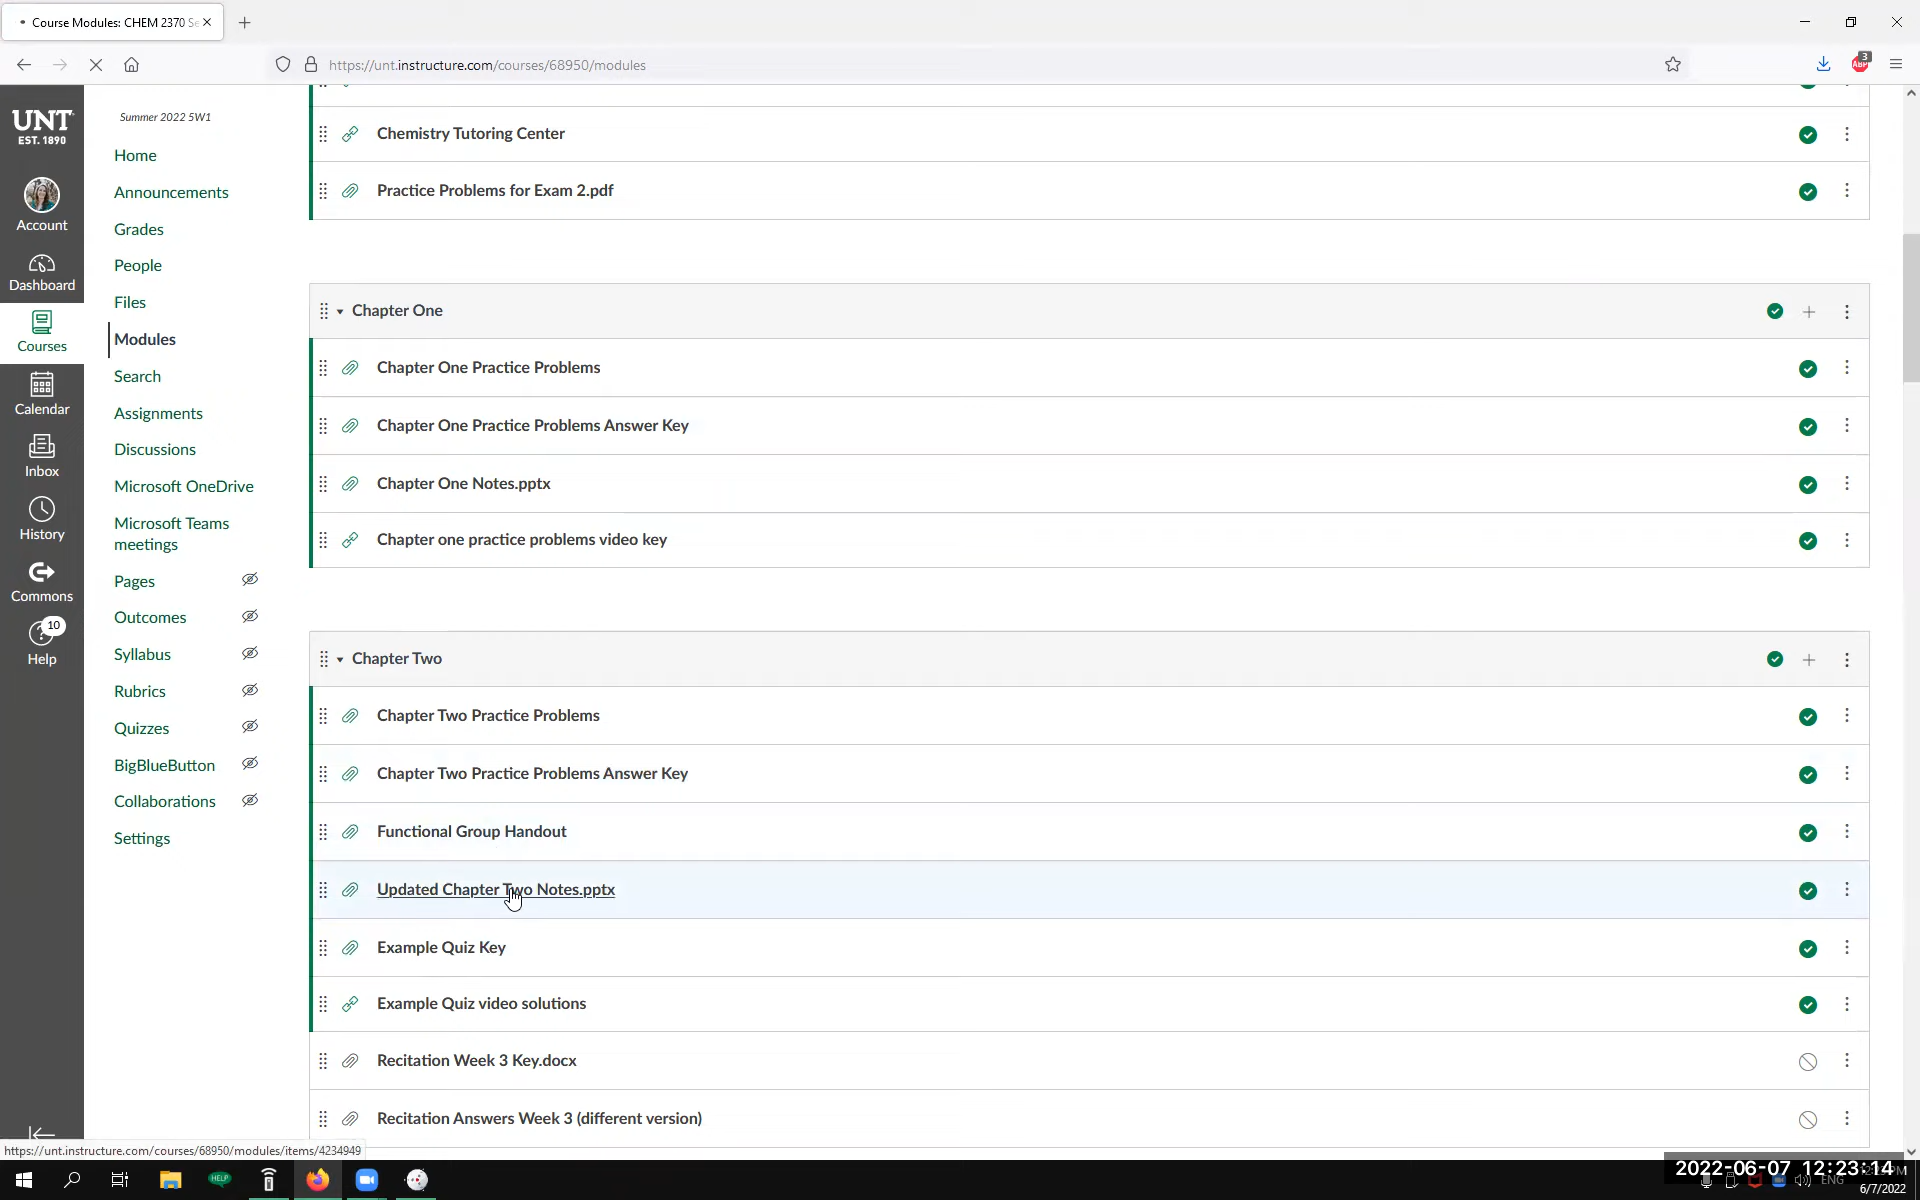 Course Modules: CHEM 2370 Se
https://unt.instructure.com/courses/68950/modules
3
ABP
UNT
EST. 1890
Account
Dashboard
Courses
Calendar
Inbox
History
Commons
10
Help
Summer 2022 5W1
Home
Announcements
Grades
People
Files
Modules
Search
Assignments
Discussions
Microsoft OneDrive
Microsoft Teams
meetings
Pages
Outcomes
Syllabus
Rubrics
Quizzes
BigBlueButton
Collaborations
Settings
Chemistry Tutoring Center
Practice Problems for Exam 2.pdf
Chapter One
Chapter One Practice Problems
Chapter One Practice Problems Answer Key
Chapter One Notes.pptx
Chapter one practice problems video key
Chapter Two
Chapter Two Practice Problems
Chapter Two Practice Problems Answer Key
Functional Group Handout
Updated Chapter Two Notes.pptx
Example Quiz Key
Example Quiz video solutions
Recitation Week 3 Key.docx
Recitation Answers Week 3 (different version)
https://unt.instructure.com/courses/68950/modules/items/4234949
HELP
2022-06-07 12:23:14
ENG
6/7/2022